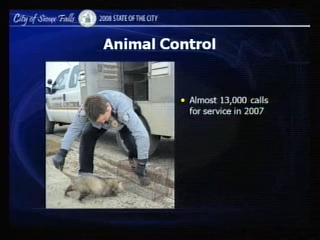 City of Sioux Falls 2008 STATE OF THE CITY
Animal Control
Almost 13,000 calls
for service in 2007